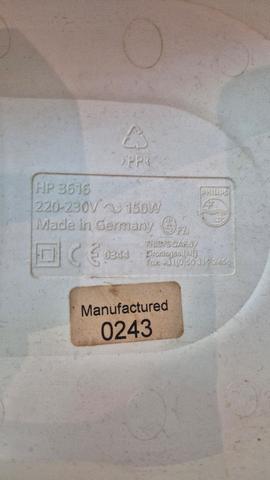 PP
HP 3616
PHILIPS
220-230V ~ 150W
Made in Germany
CE 0344
Manufactured
0243